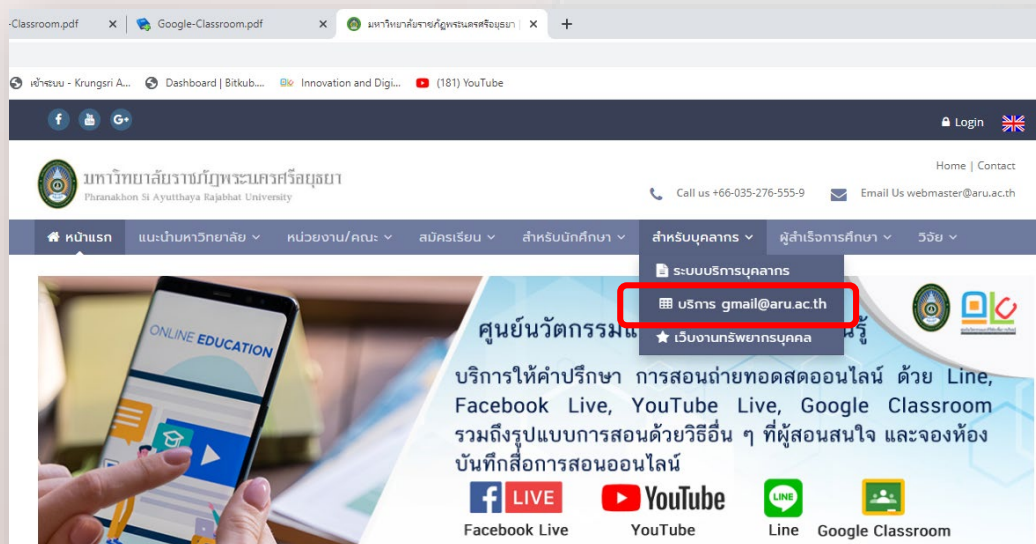 -Classroom.pdf
Google-Classroom.pdf
มหาวิทยาลัยราชภัฏพระนครศรีอยุธยา |
เข้าระบบ - Krungsri A...
Dashboard | Bitkub....
Innovation and Digi...
(181) YouTube
Login
มหาวิทยาลัยราชภัฏพระนครศรีอยุธยา
Phranakhon Si Ayutthaya Rajabhat University
Home | Contact
Call us +66-035-276-555-9
Email Us webmaster@aru.ac.th
หน้าแรก
แนะนำมหาวิทยาลัย
หน่วยงาน/คณะ
สมัครเรียน
สำหรับนักศึกษา
สำหรับบุคลากร
ผู้สำเร็จการศึกษา
วิจัย
ระบบบริการบุคลากร
บริการ gmail@aru.ac.th
เว็บงานทรัพยากรบุคคล
ONLINE EDUCATION
ศูนย์นวัตกรรม
บริการให้คำปรึกษา การสอนถ่ายทอดสดออนไลน์ ด้วย Line,
Facebook Live, YouTube Live, Google Classroom
รวมถึงรูปแบบการสอนด้วยวิธีอื่น ๆ ที่ผู้สอนสนใจ และจองห้อง
บันทึกสื่อการสอนออนไลน์
LIVE
YouTube
LINE
Facebook Live
YouTube
Line
Google Classroom